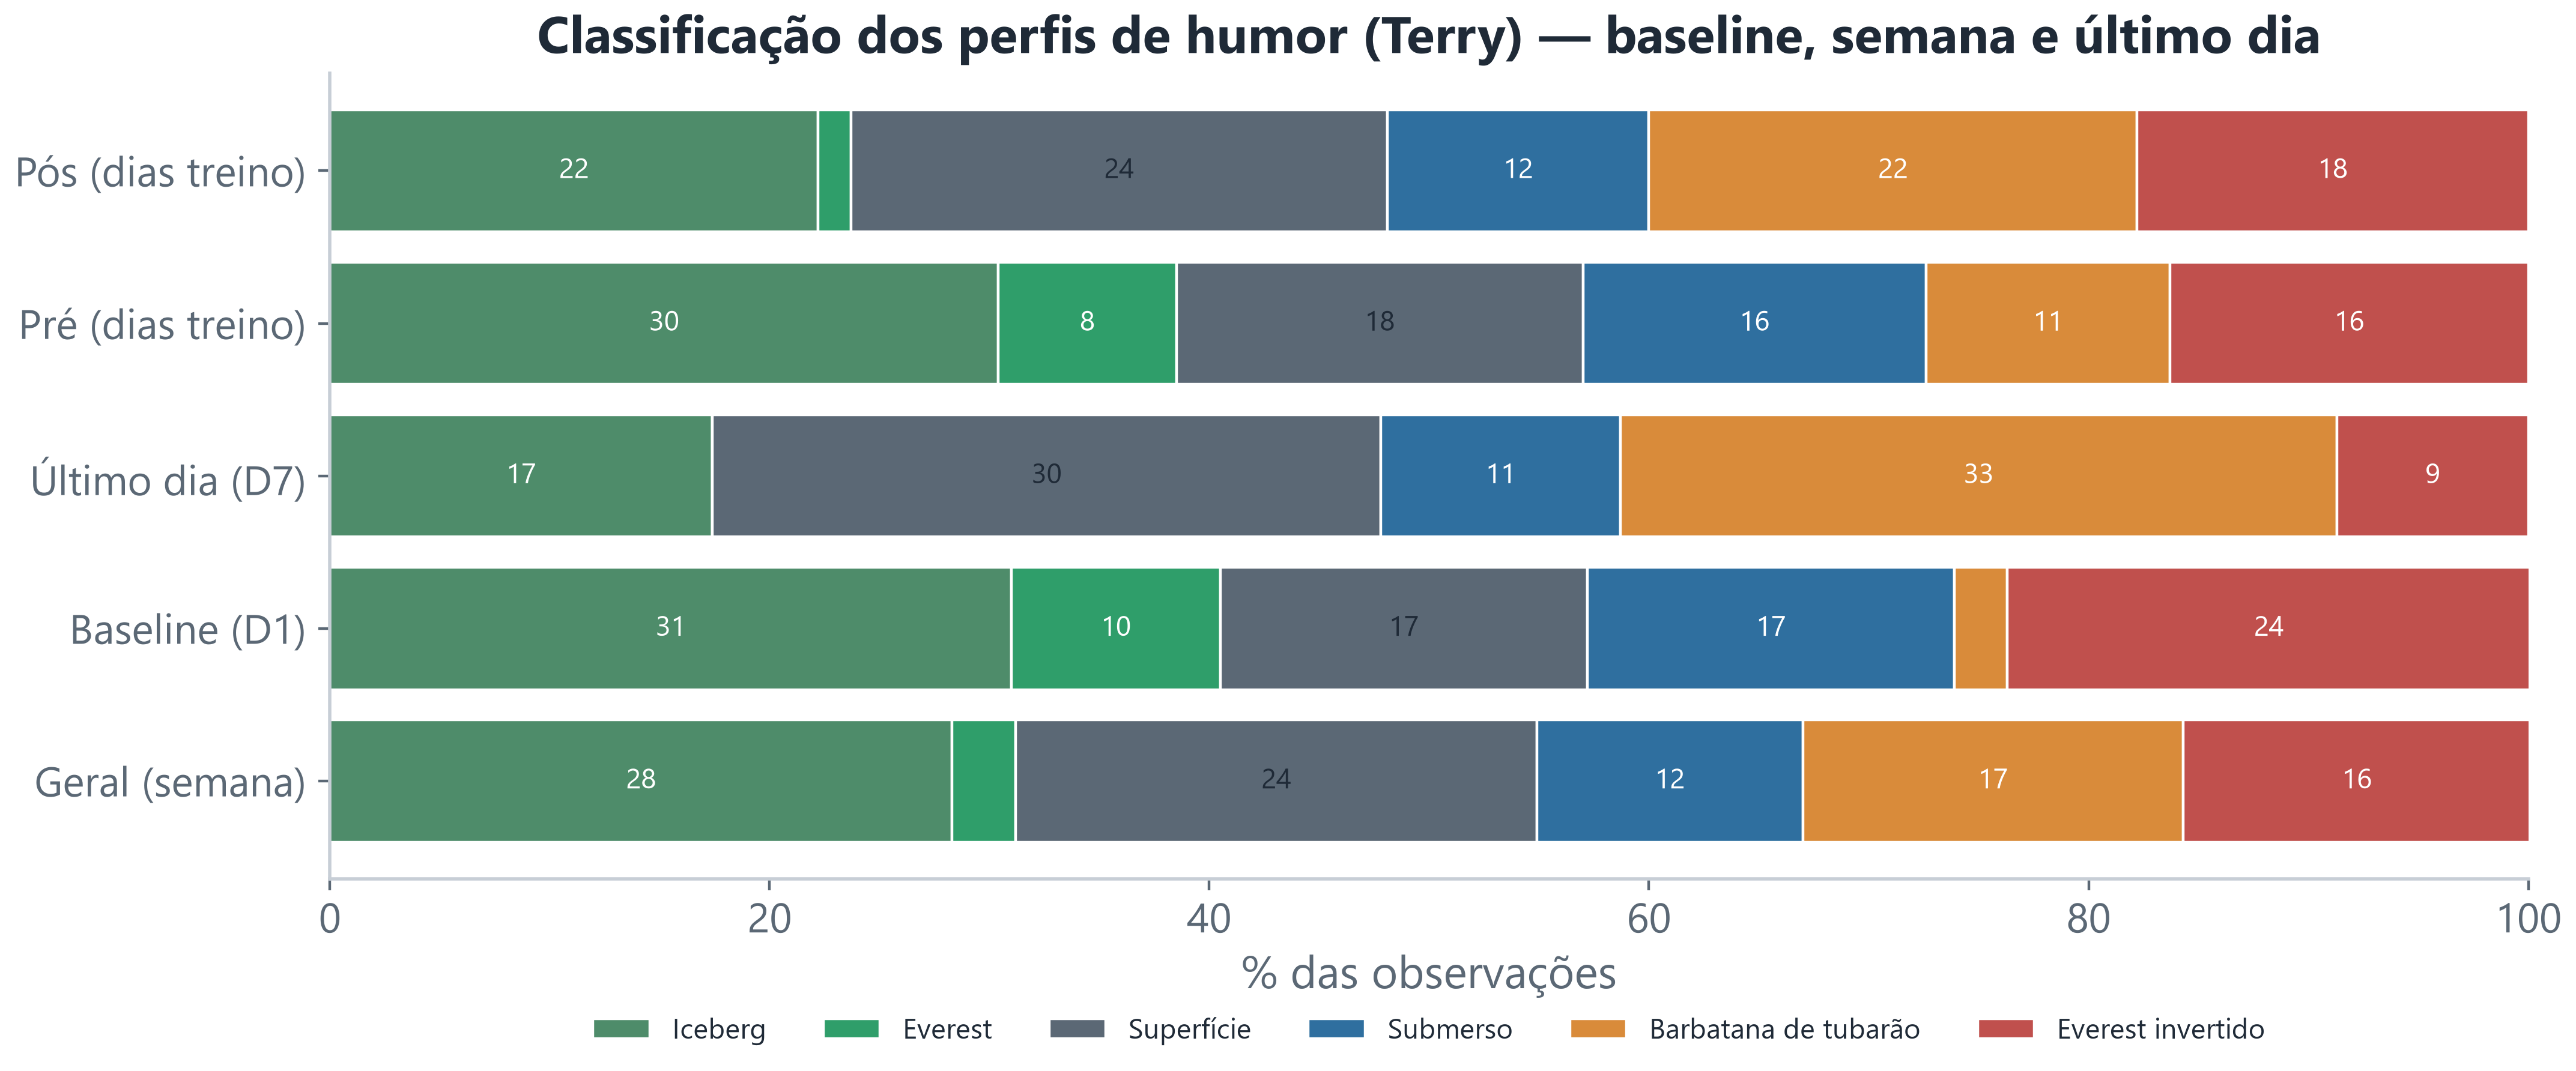 Classificação dos perfis de humor (Terry) — baseline, semana e último dia
Pós (dias treino)
22
24
12
22
18
Pré (dias treino)
30
8
18
16
11
16
Último dia (D7)
17
30
11
33
9
Baseline (D1)
31
10
17
17
24
Geral (semana)
28
24
12
17
16
0
20
40
60
80
100
% das observações
Iceberg
Everest
Superfície
Submerso
Barbatana de tubarão
Everest invertido